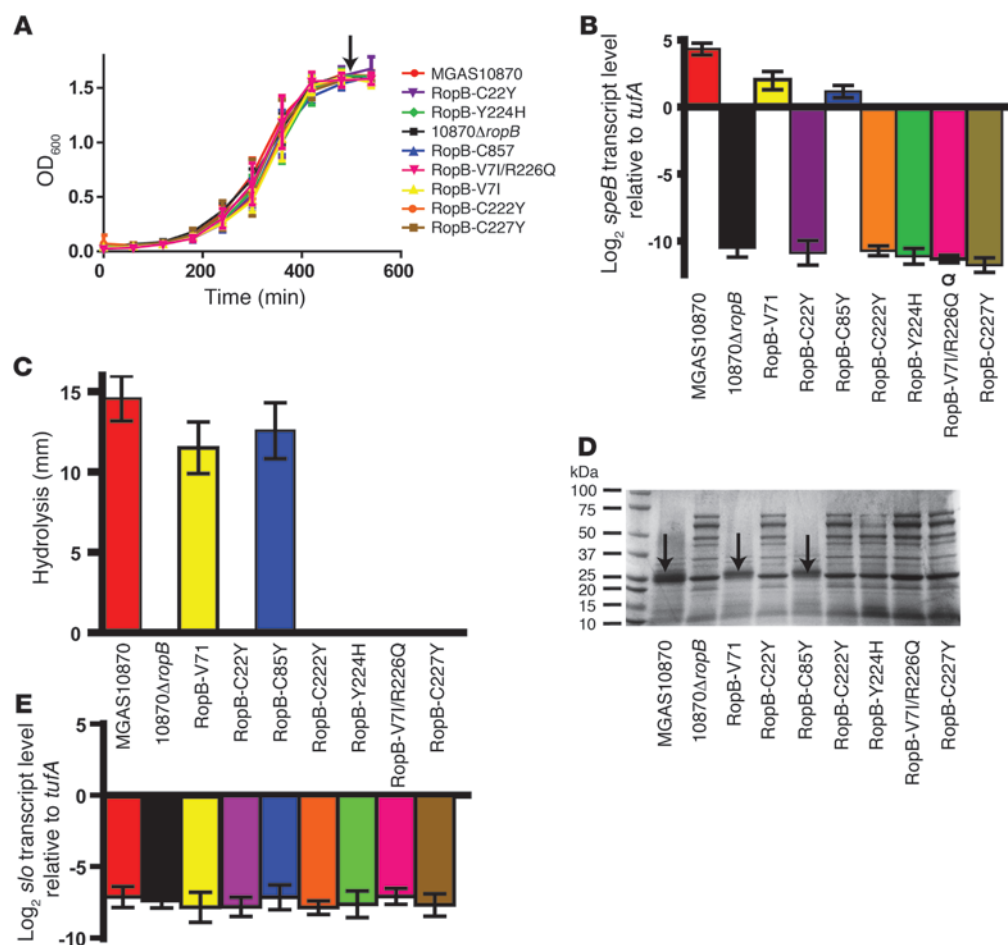 A
OD600
1.5
1.0
0.5
0.0
0
200
400
600
Time (min)
MGAS10870
RopB-C22Y
RopB-Y224H
10870ΔropB
RopB-C857
RopB-V7I/R226Q
RopB-V7I
RopB-C222Y
RopB-C227Y
B
Log2 speB transcript level
relative to tufA
5
0
-5
-10
MGAS10870
10870ΔropB
RopB-V71
RopB-C22Y
RopB-C85Y
RopB-C222Y
RopB-Y224H
RopB-V7I/R226Q
Q
RopB-C227Y
C
Hydrolysis (mm)
15
10
5
0
MGAS10870
10870ΔropB
RopB-V71
RopB-C22Y
RopB-C85Y
RopB-C222Y
RopB-Y224H
RopB-V7I/R226Q
RopB-C227Y
D
kDa
100
75
50
37
25
20
15
10
MGAS10870
10870ΔropB
RopB-V71
RopB-C22Y
RopB-C85Y
RopB-C222Y
RopB-Y224H
RopB-V7I/R226Q
RopB-C227Y
E
Log2 slo transcript level
relative to tufA
5
0
-5
-10